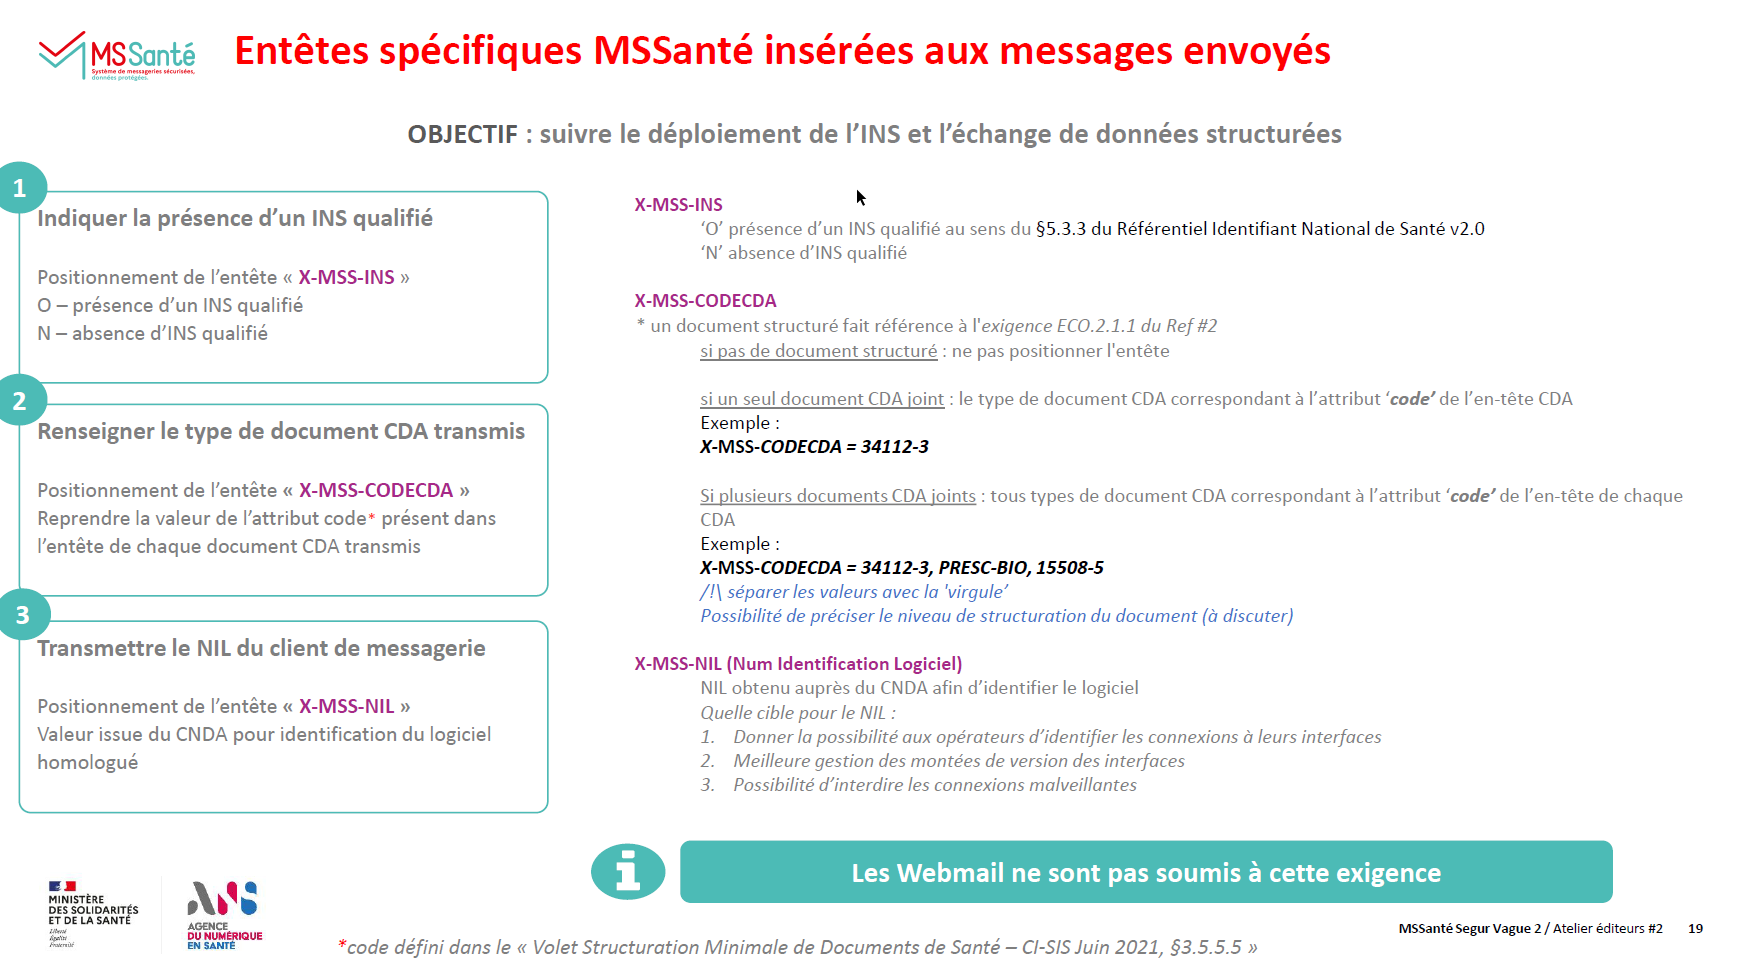 MSSanté
Système de messageries sécurisées,
données protégées.
Entêtes spécifiques MSSanté insérées aux messages envoyés
OBJECTIF : suivre le déploiement de l’INS et l’échange de données structurées
1
Indiquer la présence d’un INS qualifié
Positionnement de l’entête « X-MSS-INS »
O – présence d’un INS qualifié
N – absence d’INS qualifié
2
Renseigner le type de document CDA transmis
Positionnement de l’entête « X-MSS-CODECDA »
Reprendre la valeur de l’attribut code* présent dans
l’entête de chaque document CDA transmis
3
Transmettre le NIL du client de messagerie
Positionnement de l’entête « X-MSS-NIL »
Valeur issue du CNDA pour identification du logiciel
homologué
X-MSS-INS
‘O’ présence d’un INS qualifié au sens du §5.3.3 du Référentiel Identifiant National de Santé v2.0
‘N’ absence d’INS qualifié
X-MSS-CODECDA
* un document structuré fait référence à l'exigence ECO.2.1.1 du Ref #2
si pas de document structuré : ne pas positionner l'entête
si un seul document CDA joint : le type de document CDA correspondant à l’attribut ‘code’ de l’en-tête CDA
Exemple :
X-MSS-CODECDA = 34112-3
Si plusieurs documents CDA joints : tous types de document CDA correspondant à l’attribut ‘code’ de l’en-tête de chaque
CDA
Exemple :
X-MSS-CODECDA = 34112-3, PRESC-BIO, 15508-5
/!\ séparer les valeurs avec la 'virgule’
Possibilité de préciser le niveau de structuration du document (à discuter)
X-MSS-NIL (Num Identification Logiciel)
NIL obtenu auprès du CNDA afin d’identifier le logiciel
Quelle cible pour le NIL :
1. Donner la possibilité aux opérateurs d’identifier les connexions à leurs interfaces
2. Meilleure gestion des montées de version des interfaces
3. Possibilité d’interdire les connexions malveillantes
i
Les Webmail ne sont pas soumis à cette exigence
MINISTÈRE
DES SOLIDARITÉS
ET DE LA SANTÉ
Liberté
Égalité
Fraternité
ANS
AGENCE
DU NUMÉRIQUE
EN SANTÉ
*code défini dans le « Volet Structuration Minimale de Documents de Santé – CI-SIS Juin 2021, §3.5.5.5 »
MSSanté Segur Vague 2 / Atelier éditeurs #2 19